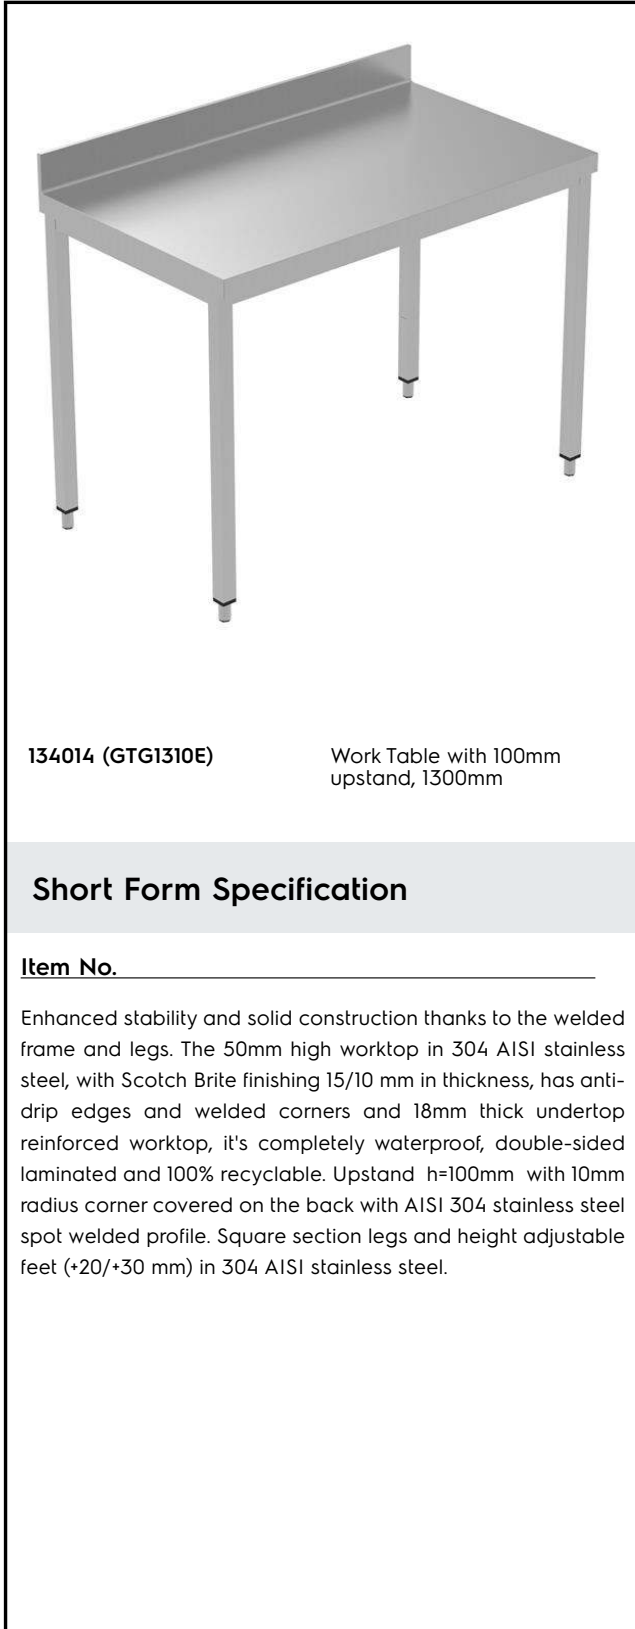 134014 (GTG1310E)
Work Table with 100mm
upstand, 1300mm
Short Form Specification
Item No.
Enhanced stability and solid construction thanks to the welded
frame and legs. The 50mm high worktop in 304 AISI stainless
steel, with Scotch Brite finishing 15/10 mm in thickness, has anti-
drip edges and welded corners and 18mm thick undertop
reinforced worktop, it's completely waterproof, double-sided
laminated and 100% recyclable. Upstand h=100mm with 10mm
radius corner covered on the back with AISI 304 stainless steel
spot welded profile. Square section legs and height adjustable
feet (+20/+30 mm) in 304 AISI stainless steel.